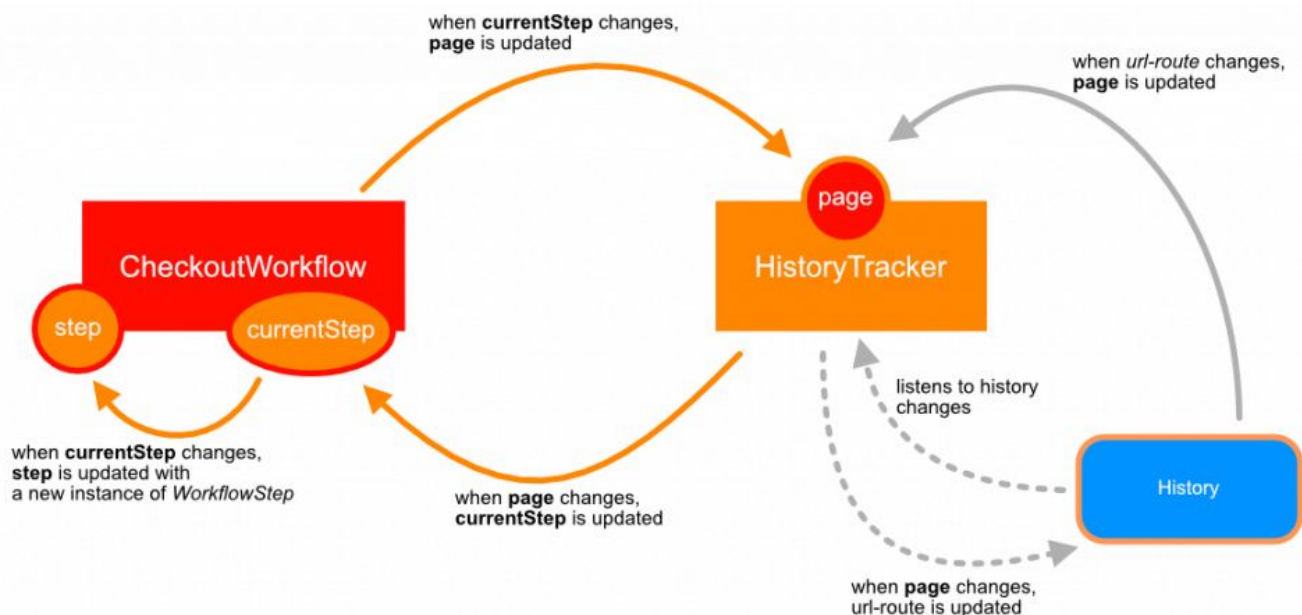 when currentStep changes,
page is updated
when url-route changes,
page is updated
page
CheckoutWorkflow
HistoryTracker
step
currentStep
listens to history
changes
when currentStep changes,
step is updated with
a new instance of WorkflowStep
when page changes,
currentStep is updated
History
when page changes,
url-route is updated